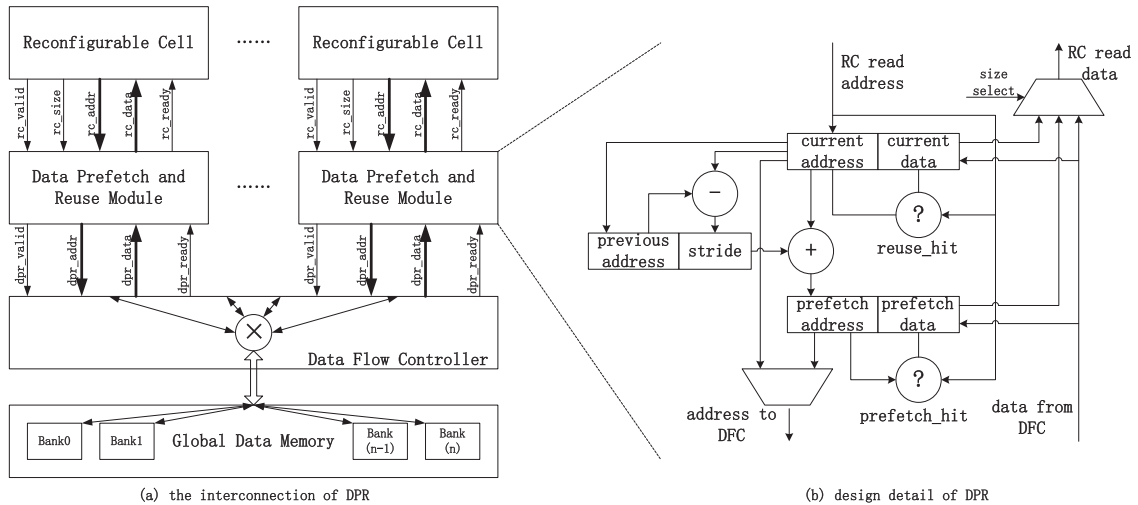 Reconfigurable Cell
......
Reconfigurable Cell
rc_valid
rc_size
rc_addr
rc_data
rc_ready
rc_valid
rc_size
rc_addr
rc_data
rc_ready
Data Prefetch and
Reuse Module
......
Data Prefetch and
Reuse Module
dpr_valid
dpr_addr
dpr_data
dpr_ready
dpr_valid
dpr_addr
dpr_data
dpr_ready
×
Data Flow Controller
Bank0
Bank1
Global Data Memory
Bank
(n-1)
Bank
(n)
(a) the interconnection of DPR
RC read
address
RC read
data
size
select
current
address
current
data
-
?
reuse_hit
previous
address
stride
+
prefetch
address
prefetch
data
?
prefetch_hit
address to
DFC
data from
DFC
(b) design detail of DPR